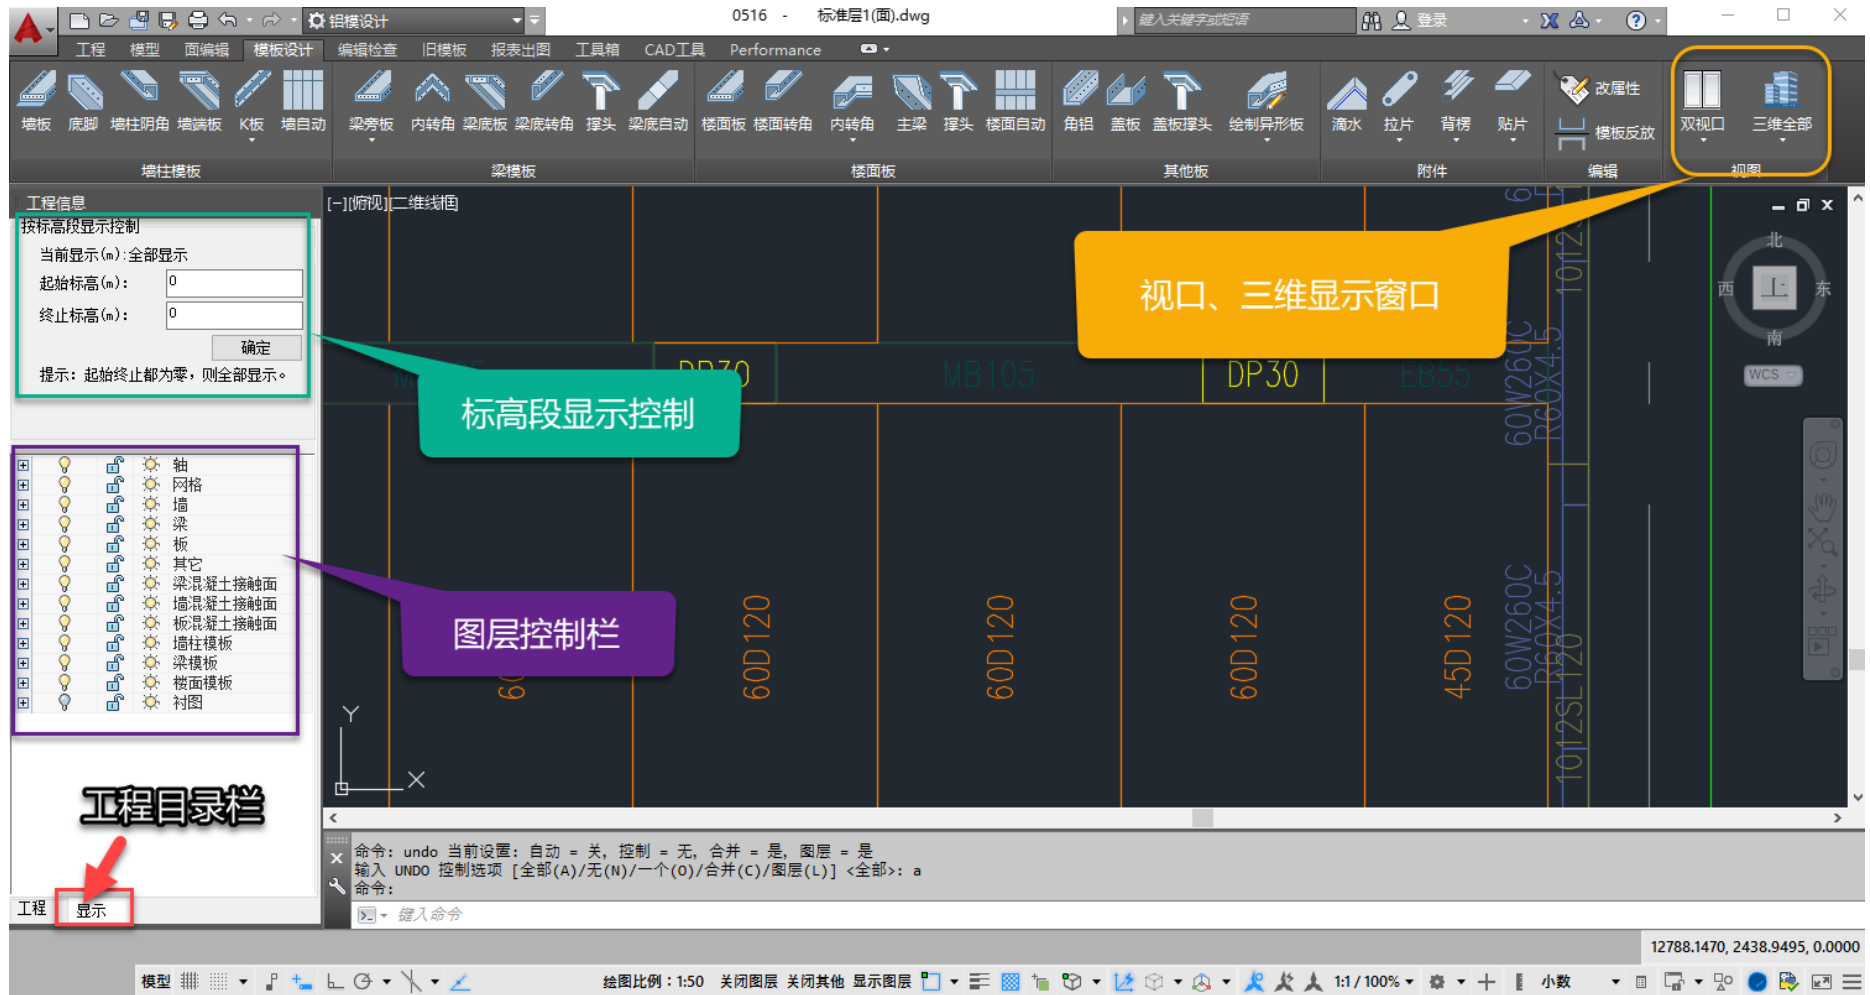 铝模设计
0516 - 标准层1(面).dwg
键入关键字或短语
登录
工程 模型 面编辑 模板设计 编辑检查 旧模板 报表出图 工具箱 CAD工具 Performance
墙板 底脚 墙柱阴角 墙端板 K板 墙自动 梁旁板 内转角 梁底板 梁底转角 撑头 梁底自动 楼面板 楼面转角 内转角 主梁 撑头 楼面自动 角铝 盖板 盖板撑头 绘制异形板 滴水 拉片 背楞 贴片 改属性 模板反放 双视口 三维全部
墙柱模板 梁模板 楼面板 其他板 附件 编辑 视图
工程信息
按标高段显示控制
当前显示(m):全部显示
起始标高(m): 0
终止标高(m): 0
确定
提示: 起始终止都为零，则全部显示。
轴
网格
墙
梁
板
其它
梁混凝土接触面
墙混凝土接触面
板混凝土接触面
墙柱模板
梁模板
楼面模板
衬图
工程目录栏
工程 显示
[-][俯视][二维线框]
视口、三维显示窗口
标高段显示控制
图层控制栏
DP30
MB105
DP30
EB55
60D120
60D120
60D120
45D120
60W260C
R60X4.5
60W260C
R60X4.5
1012SL120
北
西 上 东
南
WCS
Y
X
命令: undo 当前设置: 自动 = 关, 控制 = 无, 合并 = 是, 图层 = 是
输入 UNDO 控制选项 [全部(A)/无(N)/一个(O)/合并(C)/图层(L)] <全部>: a
命令:
键入命令
12788.1470, 2438.9495, 0.0000
模型 绘图比例：1:50 关闭图层 关闭其他 显示图层 1:1 / 100% 小数